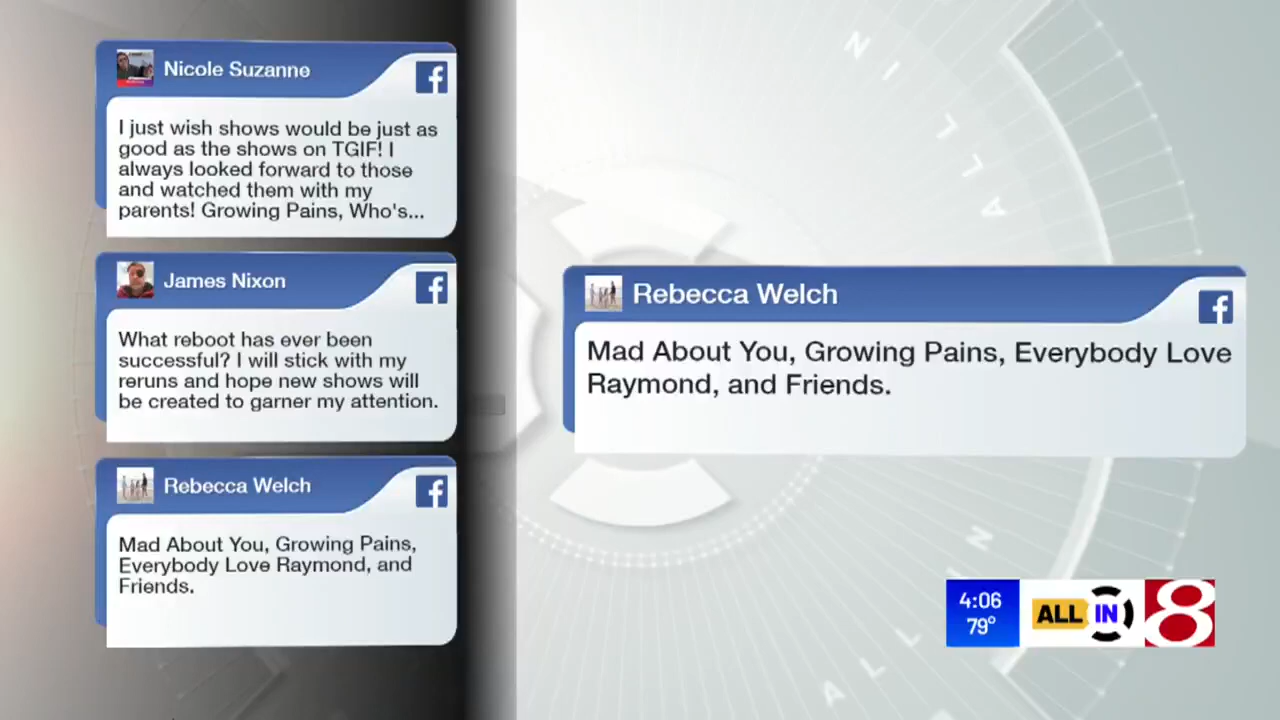 Nicole Suzanne
I just wish shows would be just as
good as the shows on TGIF! I
always looked forward to those
and watched them with my
parents! Growing Pains, Who's...
James Nixon
What reboot has ever been
successful? I will stick with my
reruns and hope new shows will
be created to garner my attention.
Rebecca Welch
Mad About You, Growing Pains,
Everybody Love Raymond, and
Friends.
Rebecca Welch
Mad About You, Growing Pains, Everybody Love
Raymond, and Friends.
ALL IN
ALL IN
4:06
79°
ALL IN 8